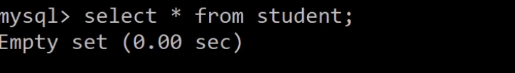 mysql> select * from student;
Empty set (0.00 sec)